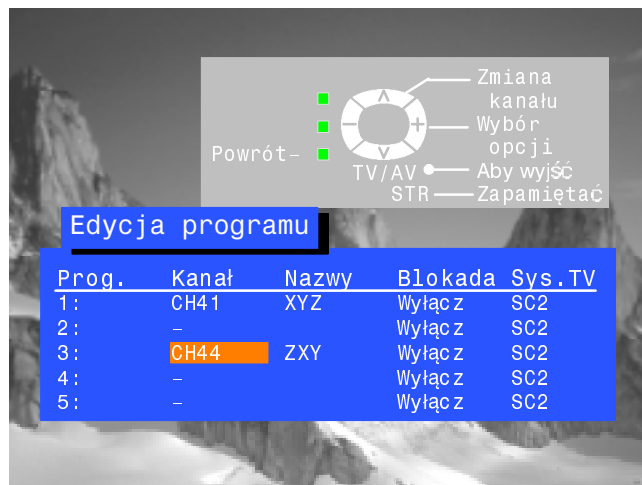 Zmiana
kanału
Wybór
opcji
Powrót–
TV/AV Aby wyjść
STR Zapamiętać
Edycja programu
Prog. Kanał Nazwy Blokada Sys.TV
1: CH41 XYZ Wyłącz SC2
2: – Wyłącz SC2
3: CH44 ZXY Wyłącz SC2
4: – Wyłącz SC2
5: – Wyłącz SC2